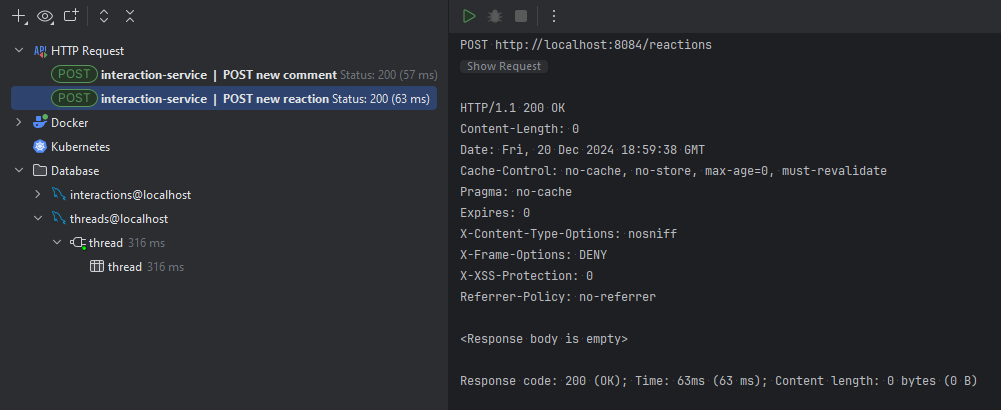 HTTP Request
POST interaction-service | POST new comment Status: 200 (57 ms)
POST interaction-service | POST new reaction Status: 200 (63 ms)
Docker
Kubernetes
Database
interactions@localhost
threads@localhost
thread 316 ms
thread 316 ms
POST http://localhost:8084/reactions
Show Request
HTTP/1.1 200 OK
Content-Length: 0
Date: Fri, 20 Dec 2024 18:59:38 GMT
Cache-Control: no-cache, no-store, max-age=0, must-revalidate
Pragma: no-cache
Expires: 0
X-Content-Type-Options: nosniff
X-Frame-Options: DENY
X-XSS-Protection: 0
Referrer-Policy: no-referrer
<Response body is empty>
Response code: 200 (OK); Time: 63ms (63 ms); Content length: 0 bytes (0 B)